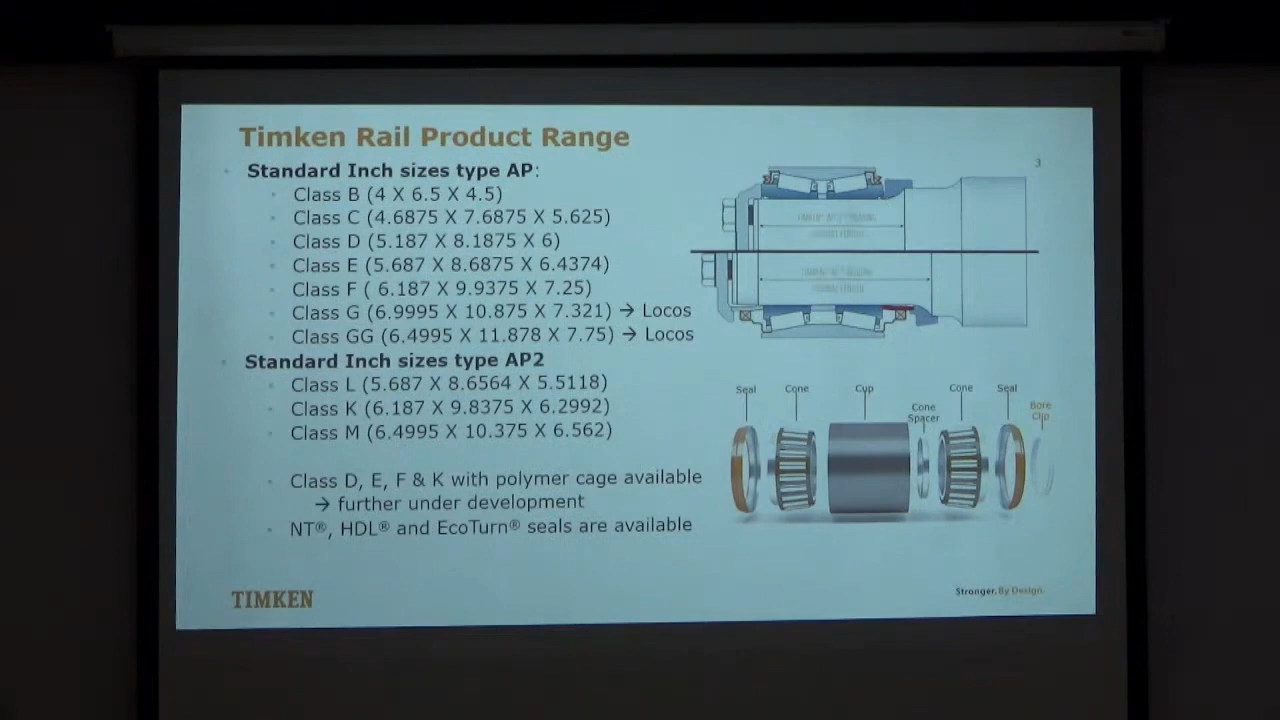 Timken Rail Product Range
3
Standard Inch sizes type AP:
Class B (4 X 6.5 X 4.5)
Class C (4.6875 X 7.6875 X 5.625)
Class D (5.187 X 8.1875 X 6)
Class E (5.687 X 8.6875 X 6.4374)
Class F ( 6.187 X 9.9375 X 7.25)
Class G (6.9995 X 10.875 X 7.321) → Locos
Class GG (6.4995 X 11.878 X 7.75) → Locos
Standard Inch sizes type AP2
Class L (5.687 X 8.6564 X 5.5118)
Class K (6.187 X 9.8375 X 6.2992)
Class M (6.4995 X 10.375 X 6.562)
Class D, E, F & K with polymer cage available
→ further under development
NT®, HDL® and EcoTurn® seals are available
Seal
Cone
Cup
Cone
Spacer
Cone
Seal
Bore
Clip
TIMKEN
Stronger. By Design.